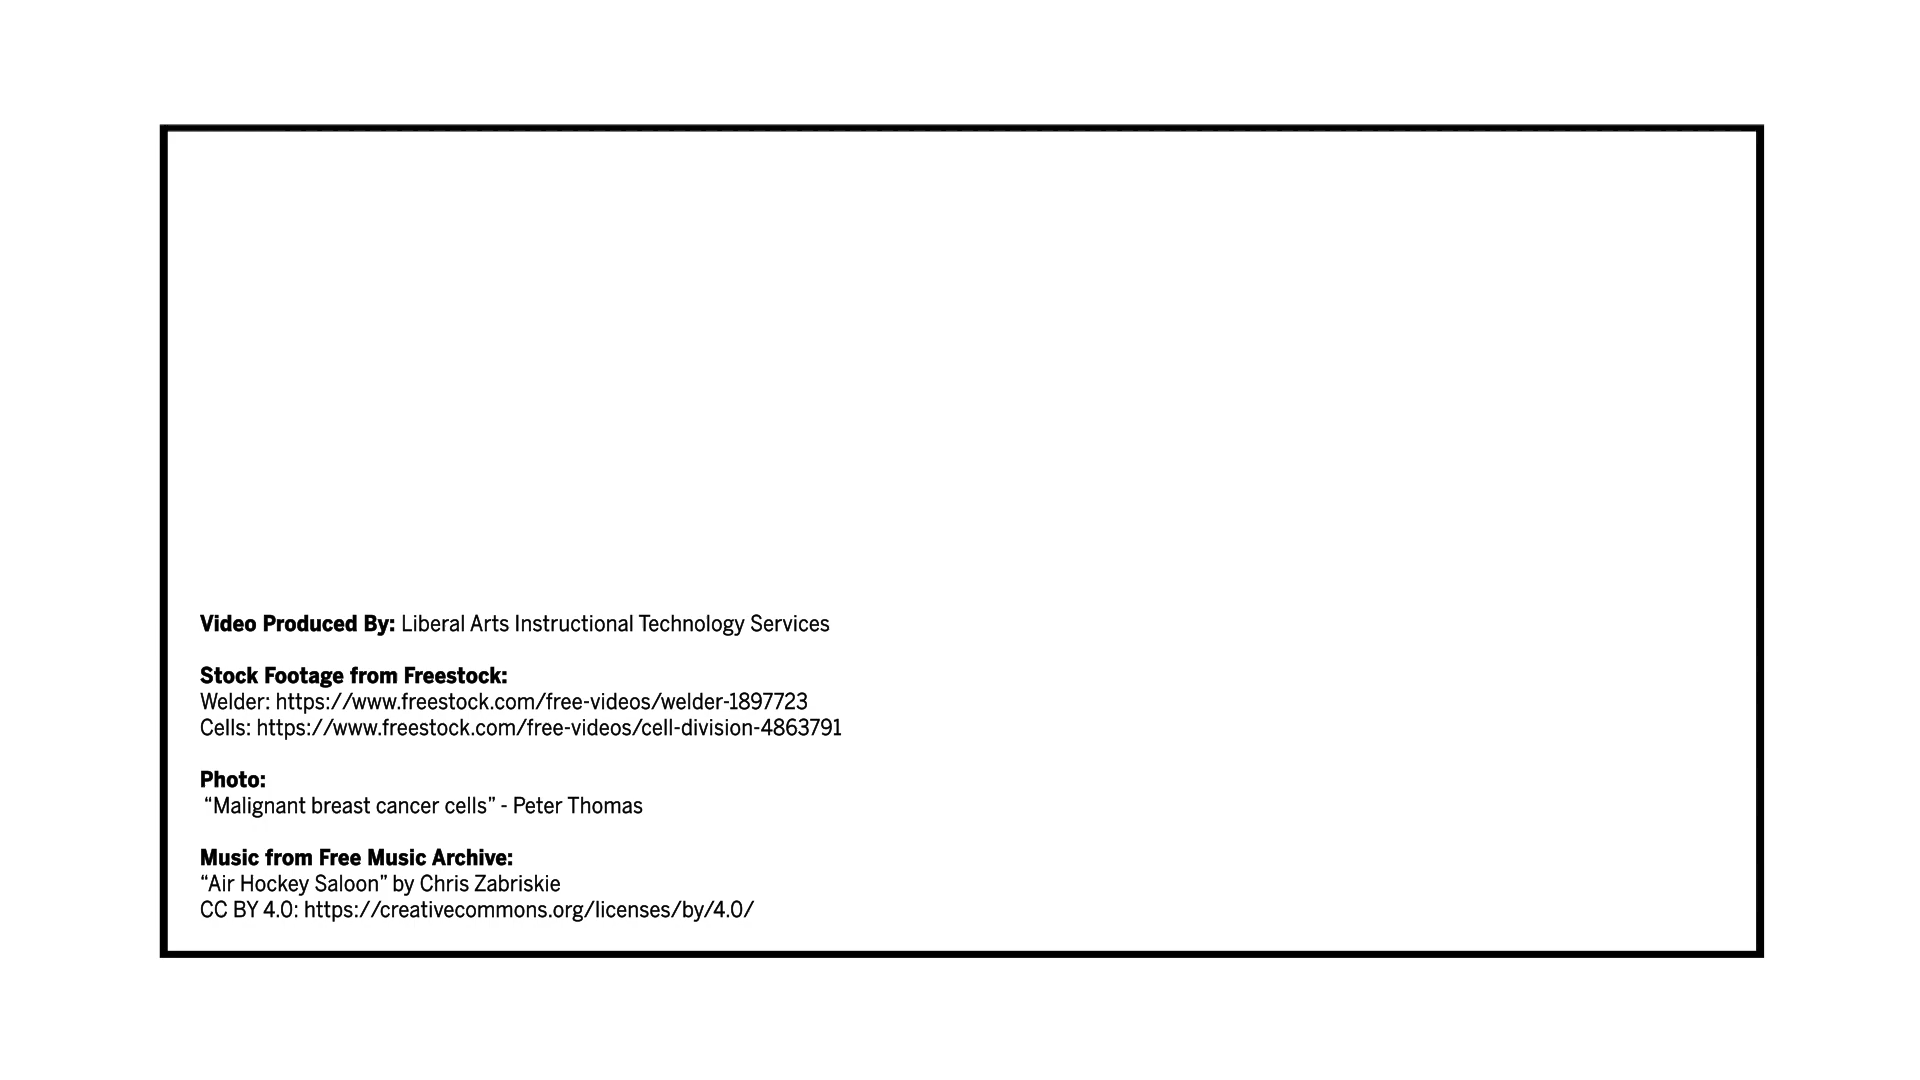 Video Produced By: Liberal Arts Instructional Technology Services
Stock Footage from Freestock:
Welder: https://www.freestock.com/free-videos/welder-1897723
Cells: https://www.freestock.com/free-videos/cell-division-4863791
Photo:
“Malignant breast cancer cells” - Peter Thomas
Music from Free Music Archive:
“Air Hockey Saloon” by Chris Zabriskie
CC BY 4.0: https://creativecommons.org/licenses/by/4.0/